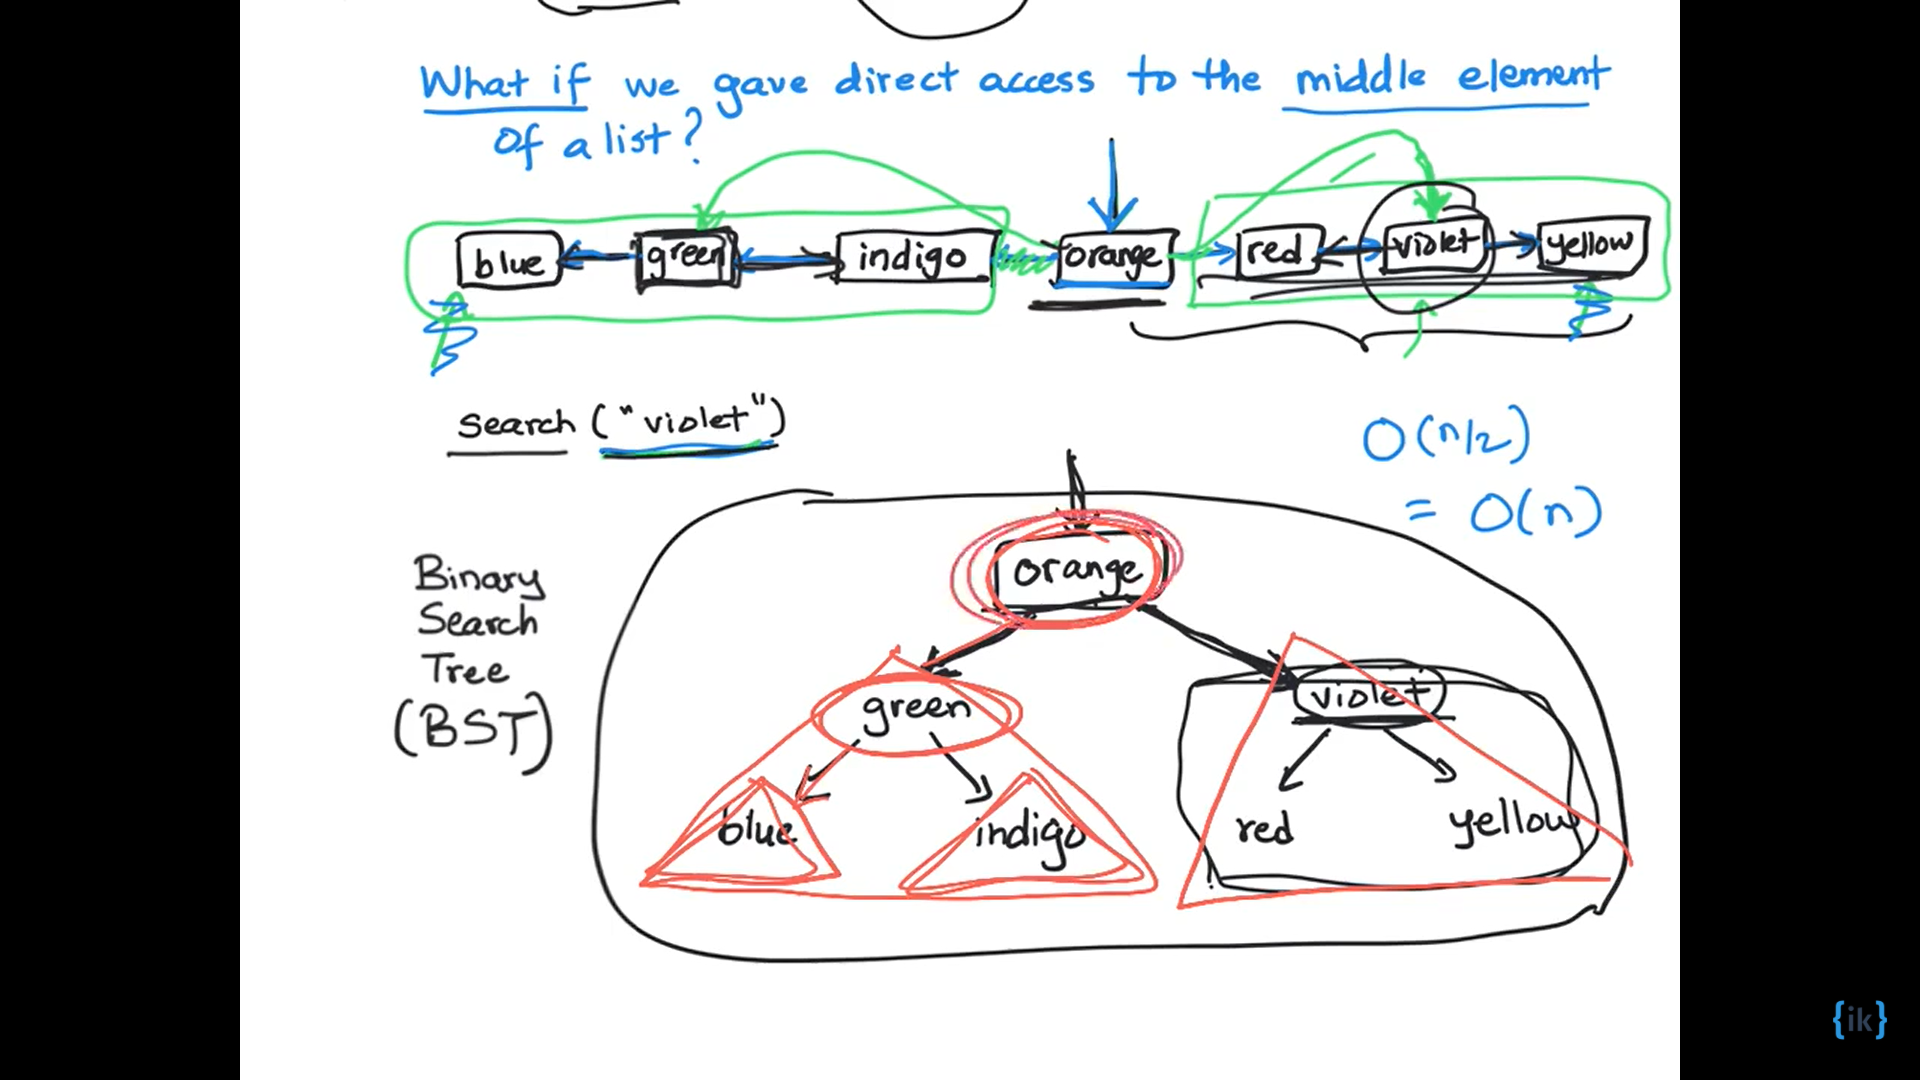 What if we gave direct access to the middle element
of a list?
blue green indigo orange red violet yellow
Search ("violet")
O(n/2)
= O(n)
orange
Binary
Search
Tree
(BST)
green violet
blue indigo red yellow
{ik}